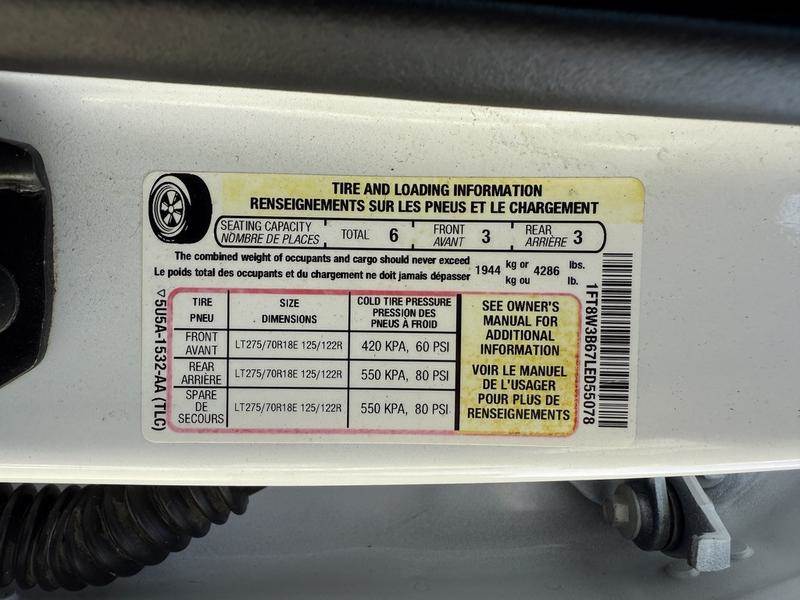 TIRE AND LOADING INFORMATION
RENSEIGNEMENTS SUR LES PNEUS ET LE CHARGEMENT
SEATING CAPACITY TOTAL 6 FRONT 3 REAR 3
NÔMBRE DE PLACES AVANT ARRIÈRE
The combined weight of occupants and cargo should never exceed 1944 kg or 4286 lbs.
Le poids total des occupants et du chargement ne doit jamais dépasser kg ou lb.
TIRE SIZE COLD TIRE PRESSURE
PNEU DIMENSIONS PRESSION DES
PNEUS À FROID
FRONT LT275/70R18E 125/122R 420 KPA, 60 PSI
AVANT
REAR LT275/70R18E 125/122R 550 KPA, 80 PSI
ARRIÈRE
SPARE LT275/70R18E 125/122R 550 KPA, 80 PSI
DE
SECOURS
SEE OWNER'S
MANUAL FOR
ADDITIONAL
INFORMATION
VOIR LE MANUEL
DE L'USAGER
POUR PLUS DE
RENSEIGNEMENTS
5U5A-1532-AA (TLC)
1FT8W3B67LED55078